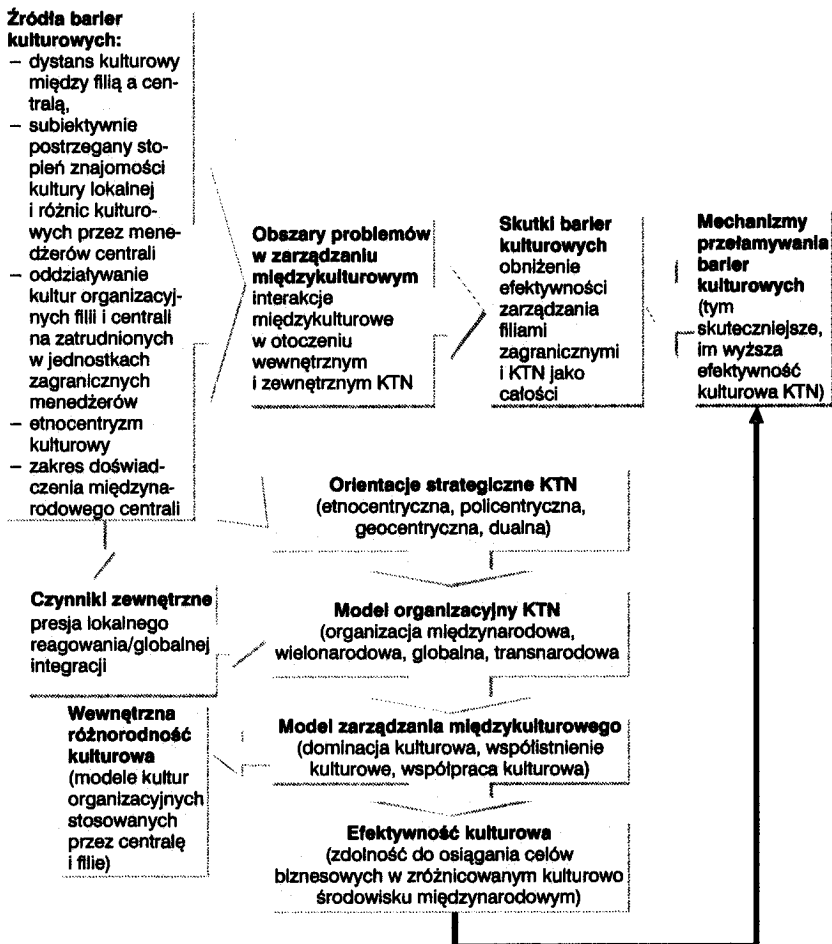 Źródła barier
kulturowych:
– dystans kulturowy
między filią a cen-
tralą,
– subiektywnie
postrzegany sto-
pień znajomości
kultury lokalnej
i różnic kulturo-
wych przez mene-
dżerów centrali
– oddziaływanie
kultur organizacyj-
nych filii i centrali
na zatrudnionych
w jednostkach
zagranicznych
menedżerów
– etnocentryzm
kulturowy
– zakres doświad-
czenia międzyna-
rodowego centrali
Obszary problemów
w zarządzaniu
międzykulturowym
interakcje
międzykulturowe
w otoczeniu
wewnętrznym
i zewnętrznym KTN
Skutki barier
kulturowych
obniżenie
efektywności
zarządzania
filiami
zagranicznymi
i KTN jako
całości
Mechanizmy
przełamywania
barier
kulturowych
(tym
skuteczniejsze,
im wyższa
efektywność
kulturowa KTN)
Orientacje strategiczne KTN
(etnocentryczna, policentryczna,
geocentryczna, dualna)
Czynniki zewnętrzne
presja lokalnego
reagowania/globalnej
integracji
Model organizacyjny KTN
(organizacja międzynarodowa,
wielonarodowa, globalna, transnarodowa
Wewnętrzna
różnorodność
kulturowa
(modele kultur
organizacyjnych
stosowanych
przez centralę
i filie)
Model zarządzania międzykulturowego
(dominacja kulturowa, współistnienie
kulturowe, współpraca kulturowa)
Efektywność kulturowa
(zdolność do osiągania celów
biznesowych w zróżnicowanym kulturowo
środowisku międzynarodowym)